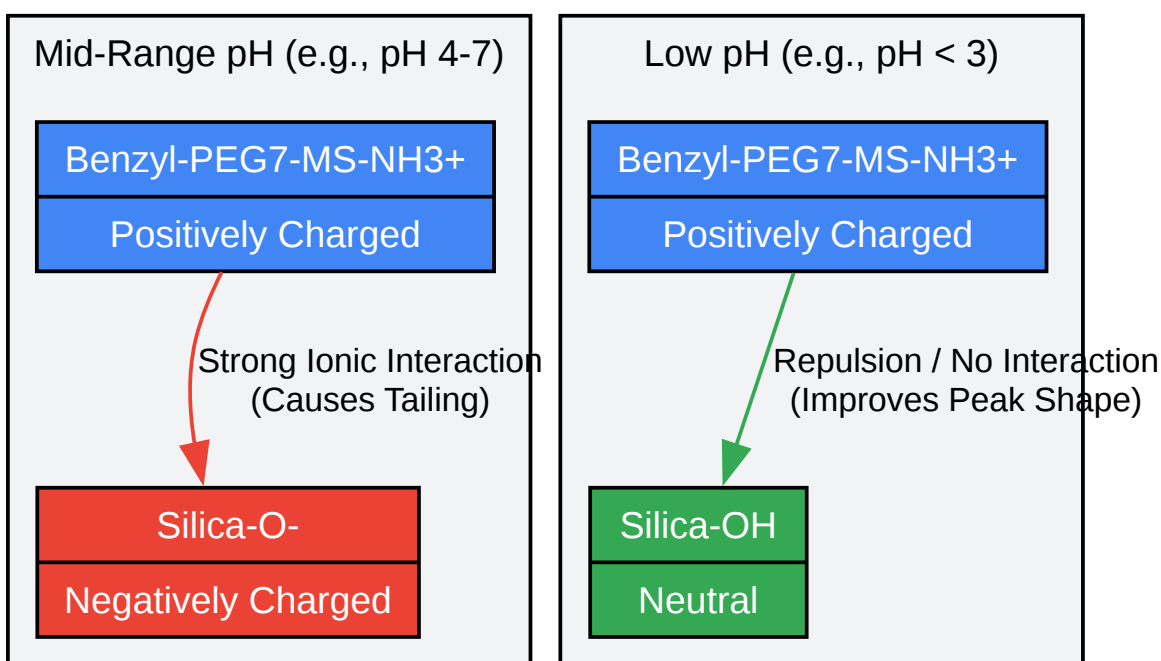 Mid-Range pH (e.g., pH 4-7)
Benzyl-PEG7-MS-NH3+
Positively Charged
Strong Ionic Interaction
(Causes Tailing)
Silica-O-
Negatively Charged
Low pH (e.g., pH < 3)
Benzyl-PEG7-MS-NH3+
Positively Charged
Repulsion / No Interaction
(Improves Peak Shape)
Silica-OH
Neutral